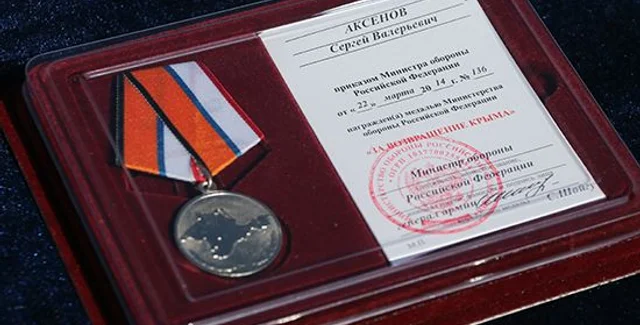 АКСЕНОВ
Сергей Валерьевич
приказом Министра обороны
Российской Федерации
от «22» марта 2014 г. № 136
награжден(а) медалью Министерства
обороны Российской Федерации
«ЗА ВОЗВРАЩЕНИЕ КРЫМА»
Министр обороны
Российской Федерации
генерал армии
С.Шойгу
М.П.